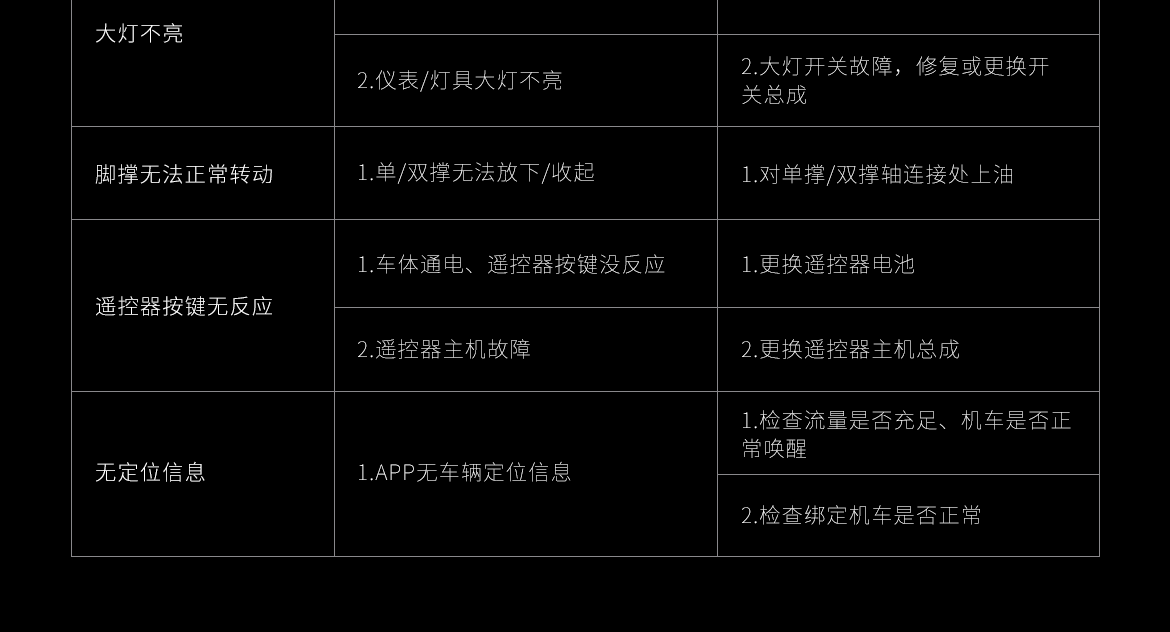 大灯不亮
2.仪表/灯具大灯不亮
2.大灯开关故障，修复或更换开
关总成
脚撑无法正常转动
1.单/双撑无法放下/收起
1.对单撑/双撑轴连接处上油
遥控器按键无反应
1.车体通电、遥控器按键没反应
1.更换遥控器电池
2.遥控器主机故障
2.更换遥控器主机总成
无定位信息
1.APP无车辆定位信息
1.检查流量是否充足、机车是否正
常唤醒
2.检查绑定机车是否正常